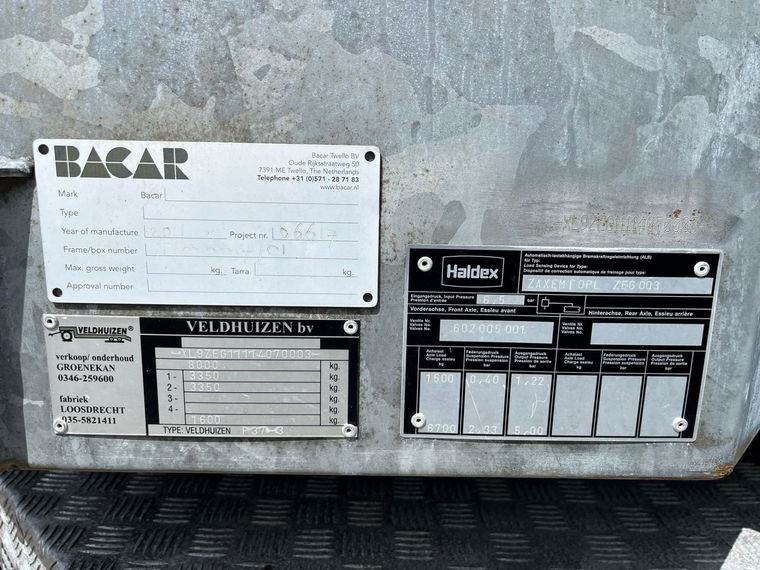 BACAR
Bacar Twello BV
Oude Rijksstraatweg 50
7391 ME Twello, The Netherlands
Telephone +31 (0)571 - 28 71 83
www.bacar.nl
Mark Bacar
Type
Year of manufacture Project nr.
Frame/box number
Max. gross weight kg. Tarra kg.
Approval number
VELDHUIZEN®
verkoop/ onderhoud
GROENEKAN
0346-259600
fabriek
LOOSDRECHT
035-5821411
VELDHUIZEN bv
8000 kg.
1- 3350 kg.
2- 3350 kg.
3- kg.
4- kg.
1600 kg.
TYPE: VELDHUIZEN
Haldex
Automatisch-lastabhängige Bremskraftregeleinrichtung (ALB)
für Typ:
Load Sensing Device for Type:
Dispositif de correction automatique de freinage pour type:
ZAXEM(OPL Z66003
Eingangsdruck, Input Pressure
Pression d'entrée 6,5 bar
Vorderachse, Front Axle, Essieu avant
Hinterachse, Rear Axle, Essieu arrière
Ventile Nr.
Valves No.
Valves No. 602 005 001
Ventile Nr.
Valves No.
Valves No.
Achslast
Axle Load
Charge essieu
kg
Federungsdruck
Suspension Pressure
Pression suspension
bar
Ausgangsdruck
Output Pressure
Pression de sortie
bar
Achslast
Axle Load
Charge essieu
kg
Federungsdruck
Suspension Pressure
Pression suspension
bar
Ausgangsdruck
Output Pressure
Pression de sortie
bar
1500 0,40 1,22
6700 2,33 5,00